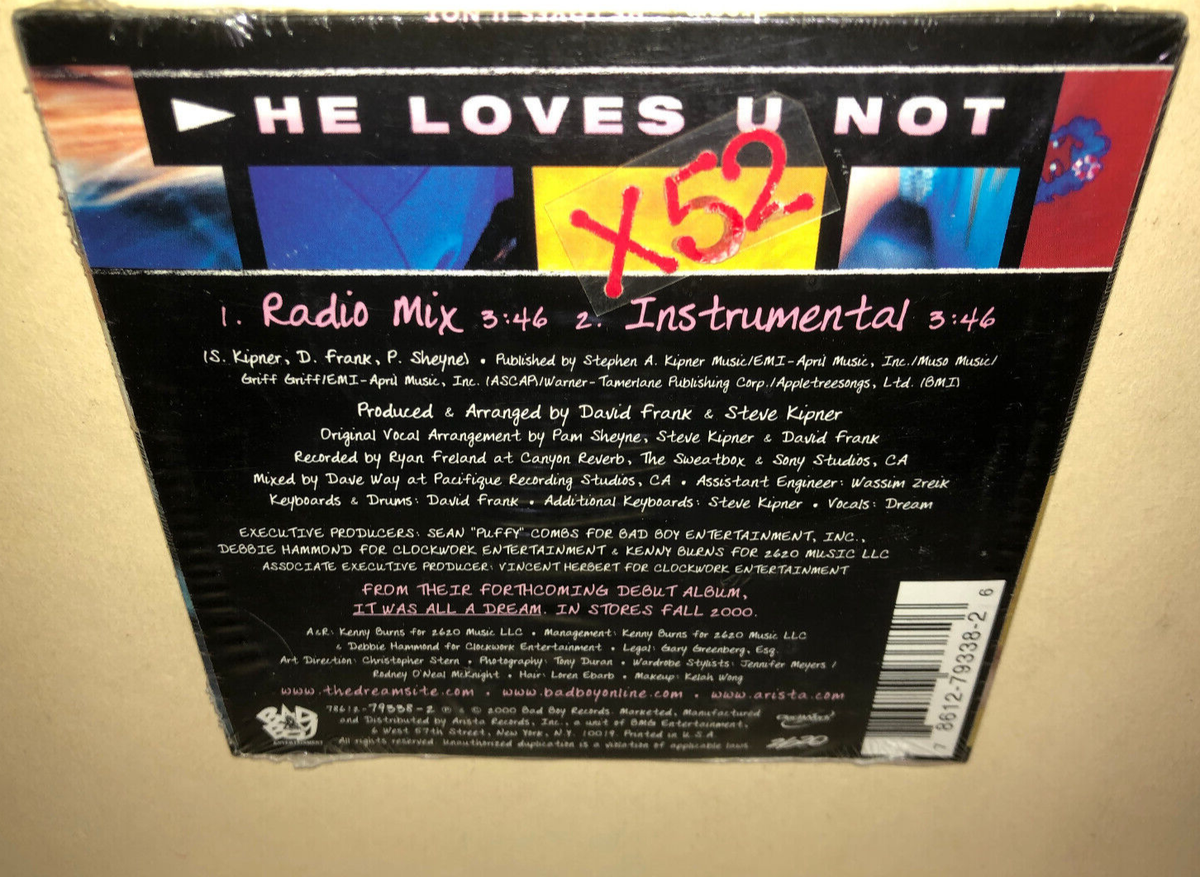 HE LOVES U NOT
HE LOVES U NOT
X52
1. Radio Mix 3:46 2. Instrumental 3:46
(S. Kipner, D. Frank, P. Sheyne) • Published by Stephen A. Kipner Music/EMI-April Music, Inc./Muso Music/
Griff Griff/EMI-April Music, Inc. (ASCAP)/Warner-Tamerlane Publishing Corp./Appletreesongs, Ltd. (BMI)
Produced & Arranged by David Frank & Steve Kipner
Original Vocal Arrangement by Pam Sheyne, Steve Kipner & David Frank
Recorded by Ryan Freland at Canyon Reverb, The Sweatbox & Sony Studios, CA
Mixed by Dave Way at Pacifique Recording Studios, CA • Assistant Engineer: Wassim Zreik
Keyboards & Drums: David Frank • Additional Keyboards: Steve Kipner • Vocals: Dream
EXECUTIVE PRODUCERS: SEAN "PUFFY" COMBS FOR BAD BOY ENTERTAINMENT, INC.,
DEBBIE HAMMOND FOR CLOCKWORK ENTERTAINMENT & KENNY BURNS FOR 2620 MUSIC LLC
ASSOCIATE EXECUTIVE PRODUCER: VINCENT HERBERT FOR CLOCKWORK ENTERTAINMENT
FROM THEIR FORTHCOMING DEBUT ALBUM,
IT WAS ALL A DREAM. IN STORES FALL 2000.
A&R: Kenny Burns for 2620 Music LLC • Management: Kenny Burns for 2620 Music LLC
& Debbie Hammond for Clockwork Entertainment • Legal: Gary Greenberg, Esq.
Art Direction: Christopher Stern • Photography: Tony Duran • Wardrobe Stylists: Jennifer Meyers /
Rodney O'Neal McKnight • Hair: Loren Ebarb • Makeup: Kelah Wong
www.thedreamsite.com • www.badboyonline.com • www.arista.com
78612-79338-2 ℗ & © 2000 Bad Boy Records. Marketed, Manufactured
and Distributed by Arista Records, Inc., a unit of BMG Entertainment,
6 West 57th Street, New York, N.Y. 10019. Printed in U.S.A.
All rights reserved. Unauthorized duplication is a violation of applicable laws.
BAD BOY
ENTERTAINMENT
2620
7 8612-79338-2 6